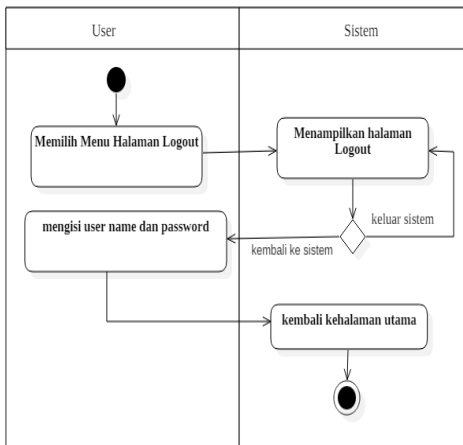 User
Sistem
Memilih Menu Halaman Logout
Menampilkan halaman
Logout
mengisi user name dan password
keluar sistem
kembali ke sistem
kembali kehalaman utama